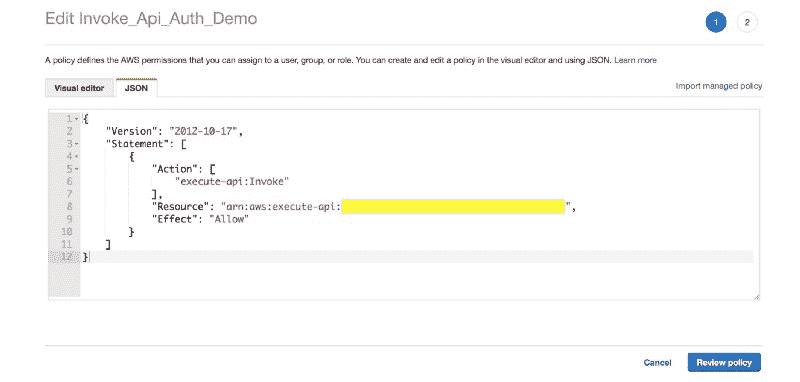 Edit Invoke_Api_Auth_Demo
1 2
A policy defines the AWS permissions that you can assign to a user, group, or role. You can create and edit a policy in the visual editor and using JSON. Learn more
Visual editor JSON Import managed policy
1 {
2 "Version": "2012-10-17",
3 "Statement": [
4 {
5 "Action": [
6 "execute-api:Invoke"
7 ],
8 "Resource": "arn:aws:execute-api: ",
9 "Effect": "Allow"
10 }
11 ]
12 }
Cancel Review policy